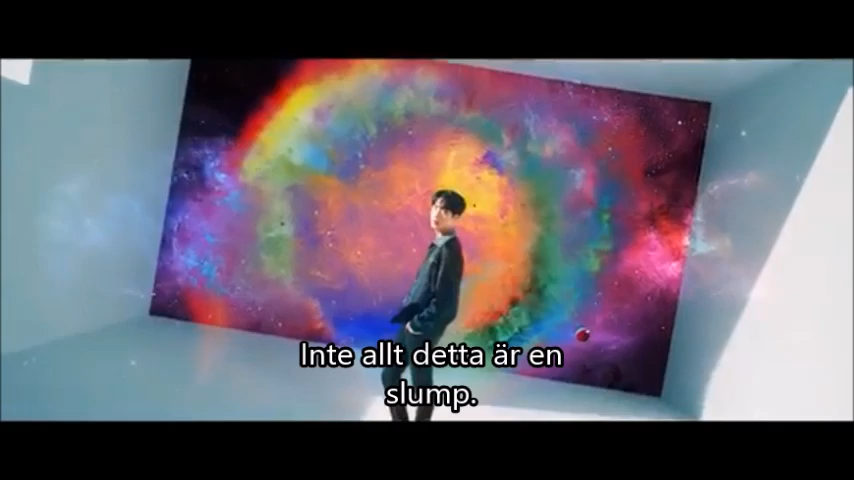 Inte allt detta är en
slump.